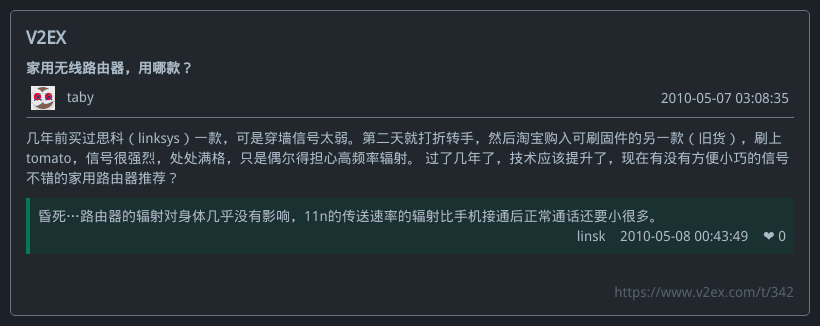 V2EX
家用无线路由器，用哪款？
taby
2010-05-07 03:08:35
几年前买过思科（linksys）一款，可是穿墙信号太弱。第二天就打折转手，然后淘宝购入可刷固件的另一款（旧货），刷上
tomato，信号很强烈，处处满格，只是偶尔得担心高频率辐射。 过了几年了，技术应该提升了，现在有没有方便小巧的信号
不错的家用路由器推荐？
昏死…路由器的辐射对身体几乎没有影响，11n的传送速率的辐射比手机接通后正常通话还要小很多。
linsk 2010-05-08 00:43:49 ❤ 0
https://www.v2ex.com/t/342